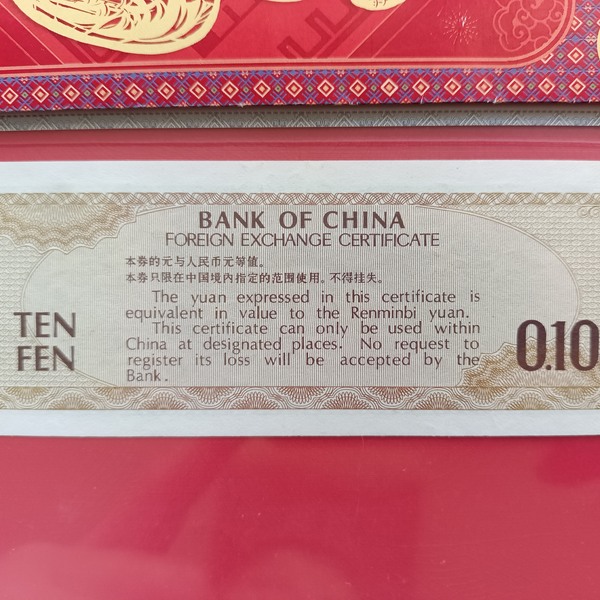 BANK OF CHINA
FOREIGN EXCHANGE CERTIFICATE
本券的元与人民币元等值。
本券只限在中国境内指定的范围使用。不得挂失。
The yuan expressed in this certificate is
equivalent in value to the Renminbi yuan.
This certificate can only be used within
China at designated places. No request to
register its loss will be accepted by the
Bank.
TEN
FEN
0.10